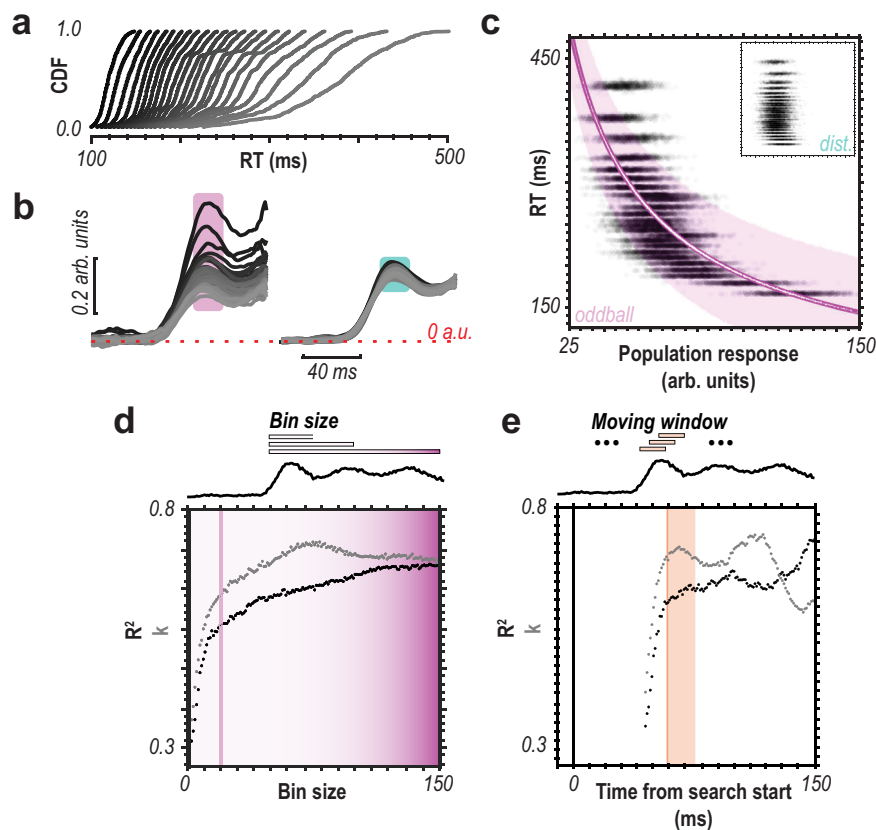 a
1.0
CDF
0.0
100
RT (ms)
500
b
0.2 arb. units
0 a.u.
40 ms
c
450
RT (ms)
150
dist.
oddball
25
Population response
150
(arb. units)
d
Bin size
0.8
R²
k
0.3
0
150
Bin size
e
Moving window
0.8
R²
k
0.3
0
150
Time from search start
(ms)